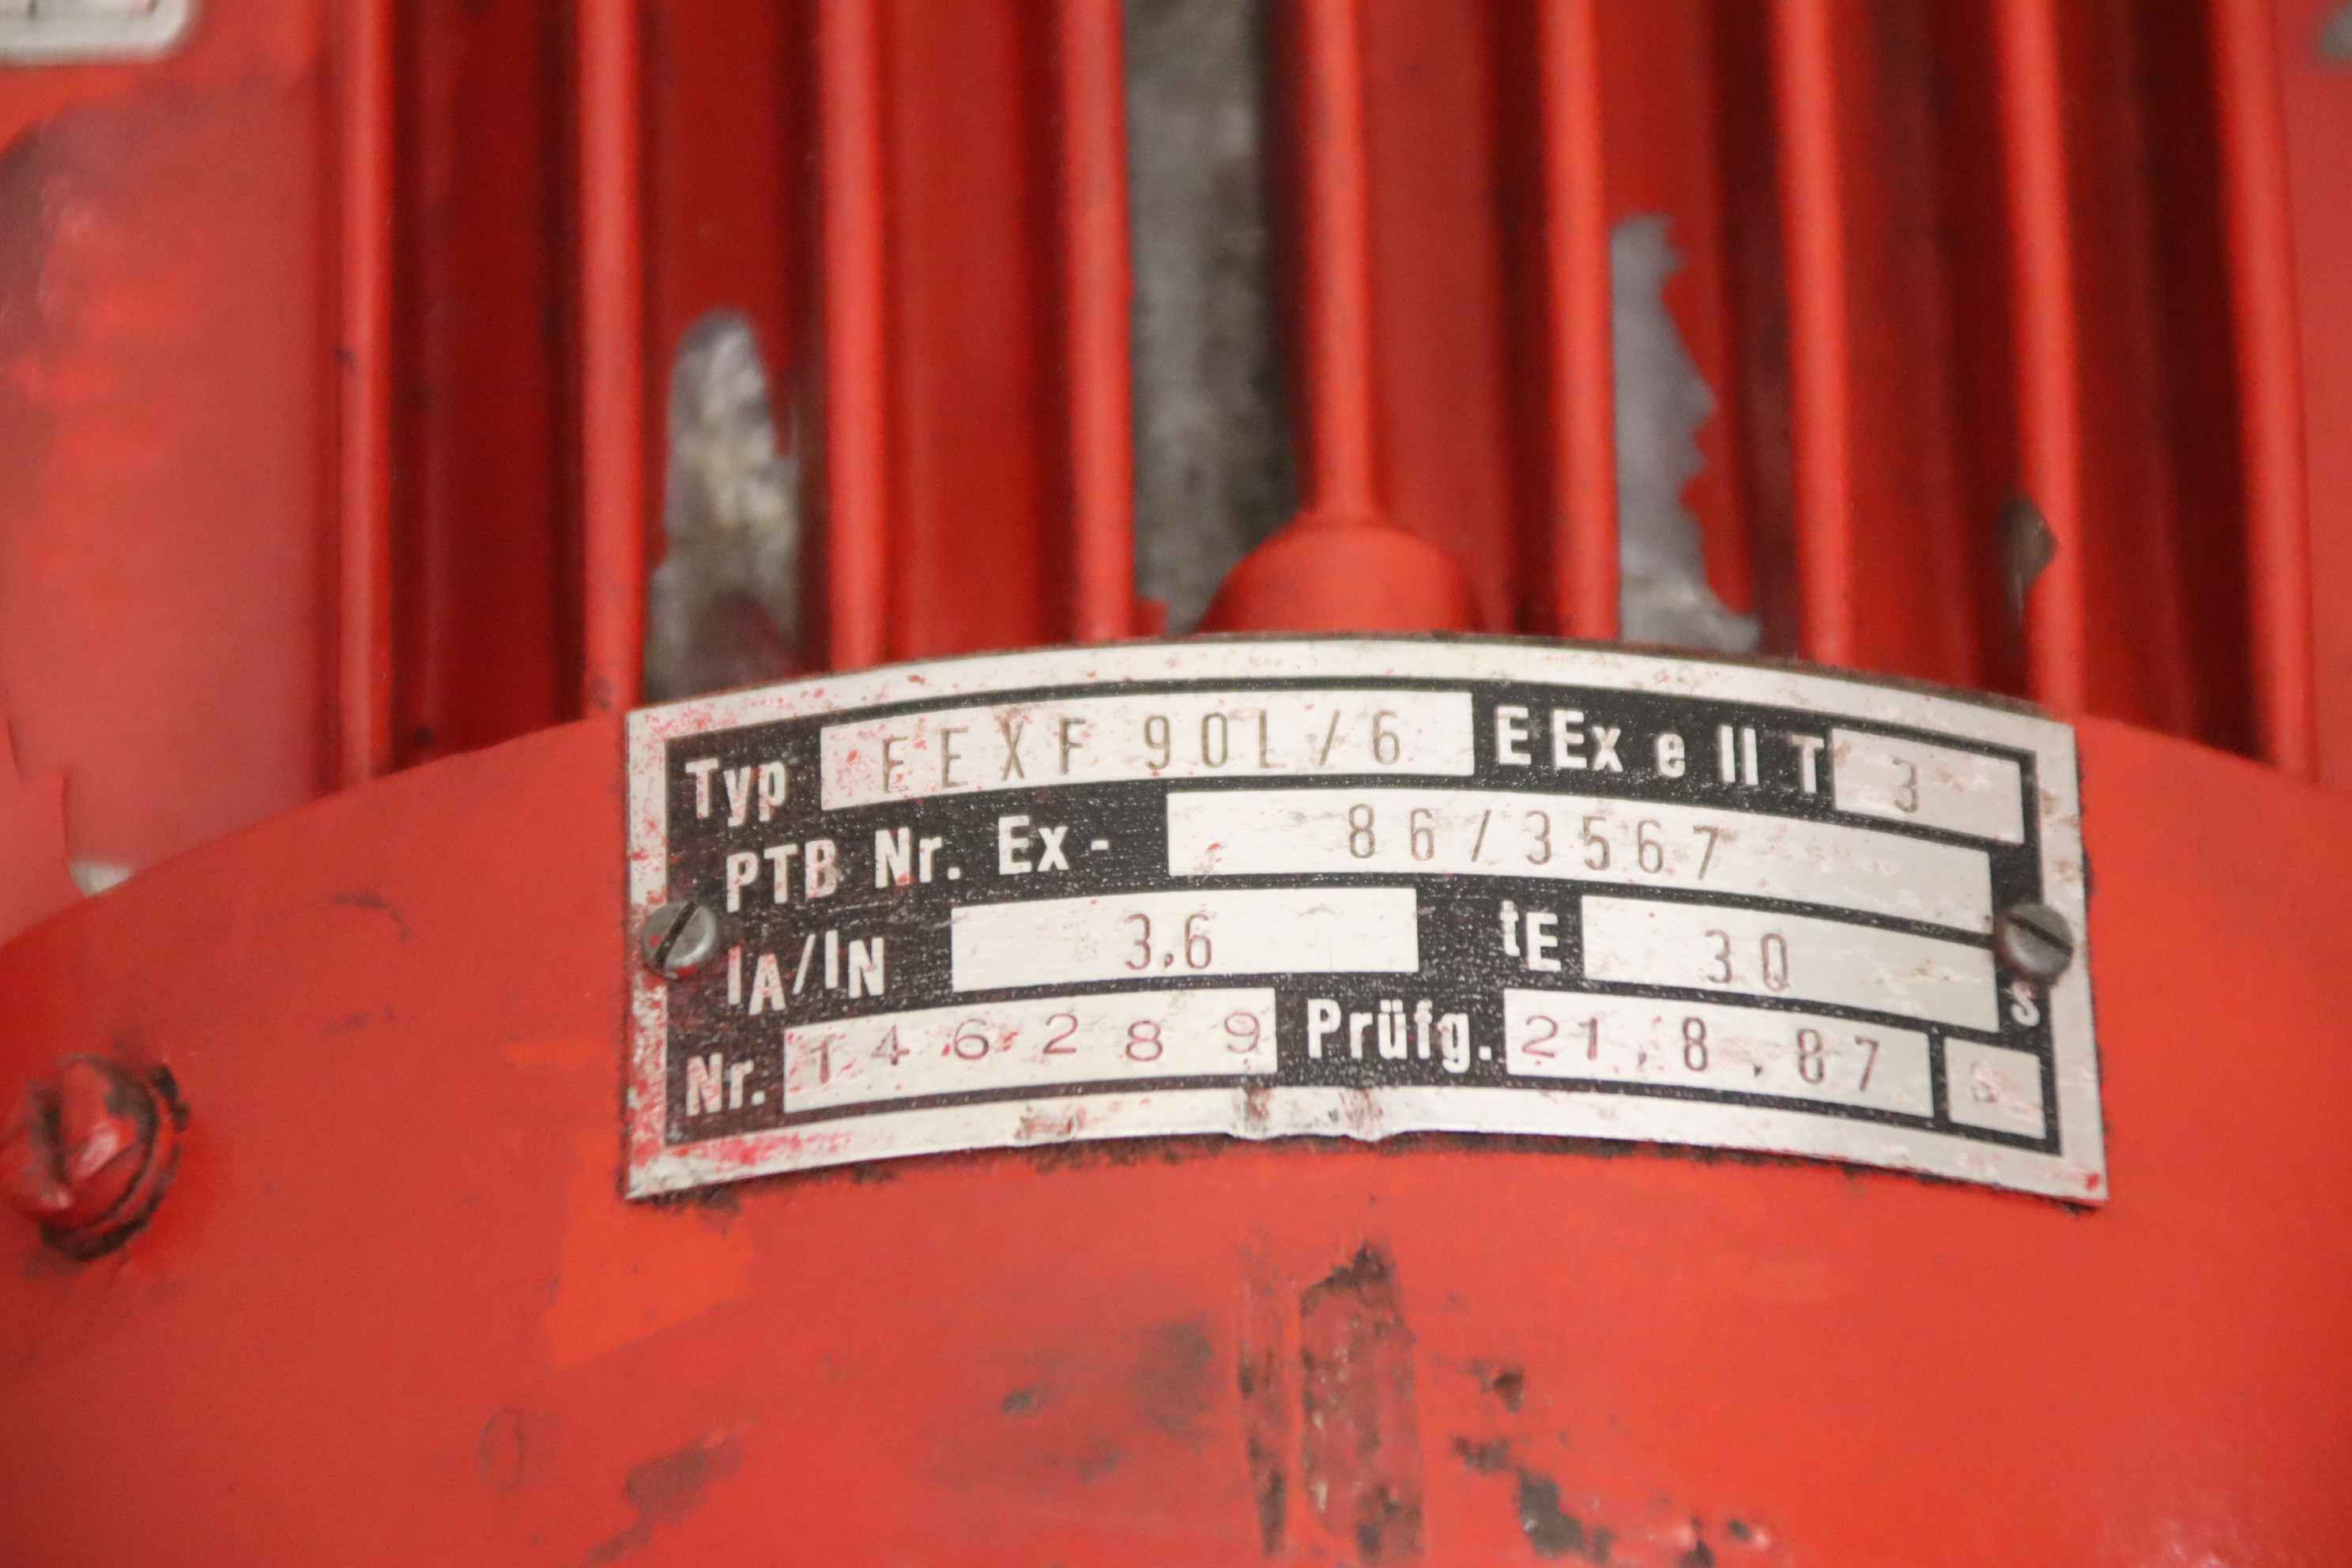 Typ EEXF 90L/6 EEx e II T 3
PTB Nr. Ex- 86/3567
IA/IN 3,6 tE 30 s
Nr. 146289 Prüfg. 21.8.87